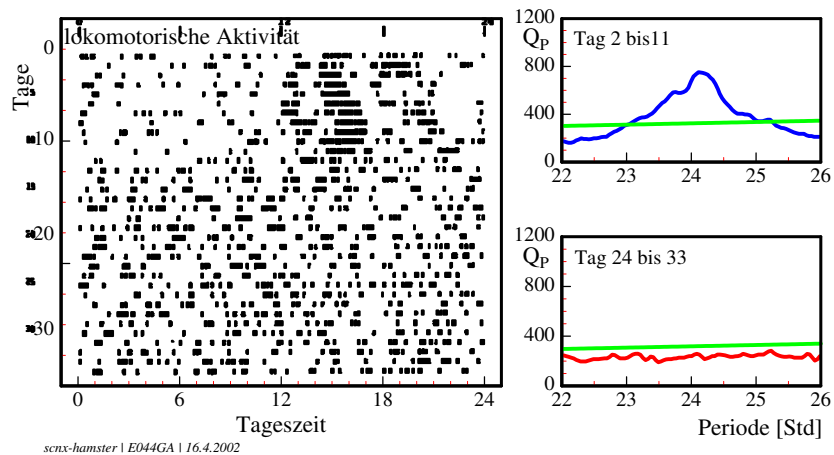 lokomotorische Aktivität
Tage
0
10
20
30
0 6 12 18 24
Tageszeit
scnx-hamster | E044GA | 16.4.2002
1200
Q_P Tag 2 bis11
800
400
0
22 23 24 25 26
1200
Q_P Tag 24 bis 33
800
400
0
22 23 24 25 26
Periode [Std]